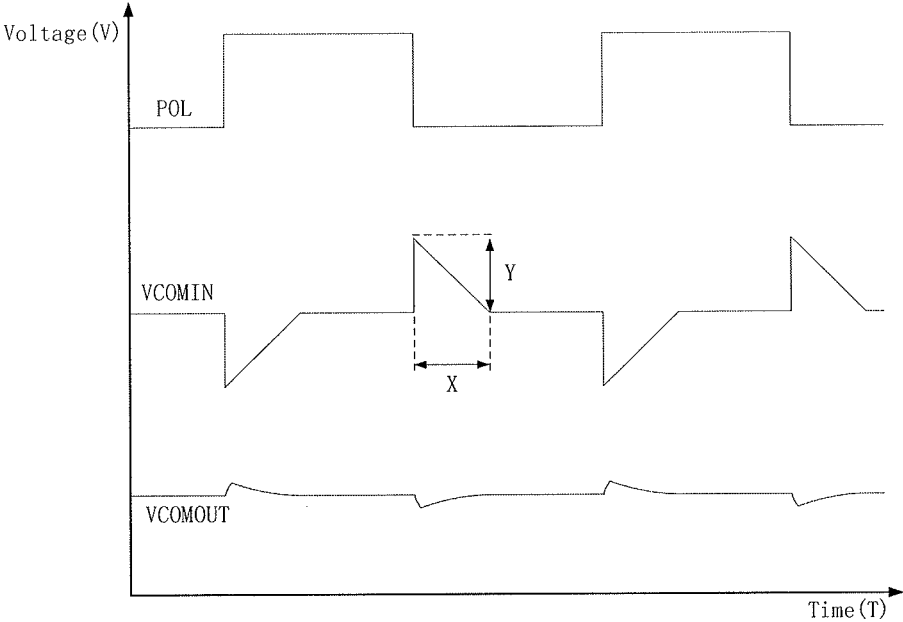 Voltage(V)
POL
VCOMIN
Y
X
VCOMOUT
Time(T)